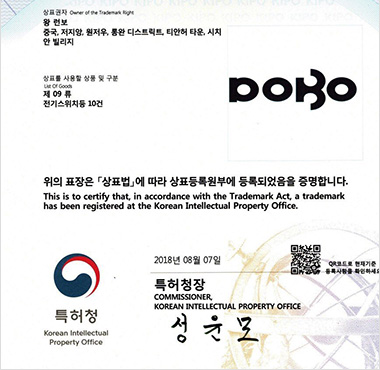 상표권자 Owner of the Trademark Right
왕 런보
중국, 저지앙, 원저우, 롱완 디스트릭트, 티안허 타운, 시치
안 빌리지
상표를 사용할 상품 및 구분
List Of Goods
제 09 류
전기스위치등 10건
DOBO
위의 표장은 「상표법」에 따라 상표등록원부에 등록되었음을 증명합니다.
This is to certify that, in accordance with the Trademark Act, a trademark
has been registered at the Korean Intellectual Property Office.
2018년 08월 07일
QR코드로 현재기준
등록사항을 확인하세요
특허청장
COMMISSIONER,
KOREAN INTELLECTUAL PROPERTY OFFICE
성윤모
특허청
Korean Intellectual
Property Office